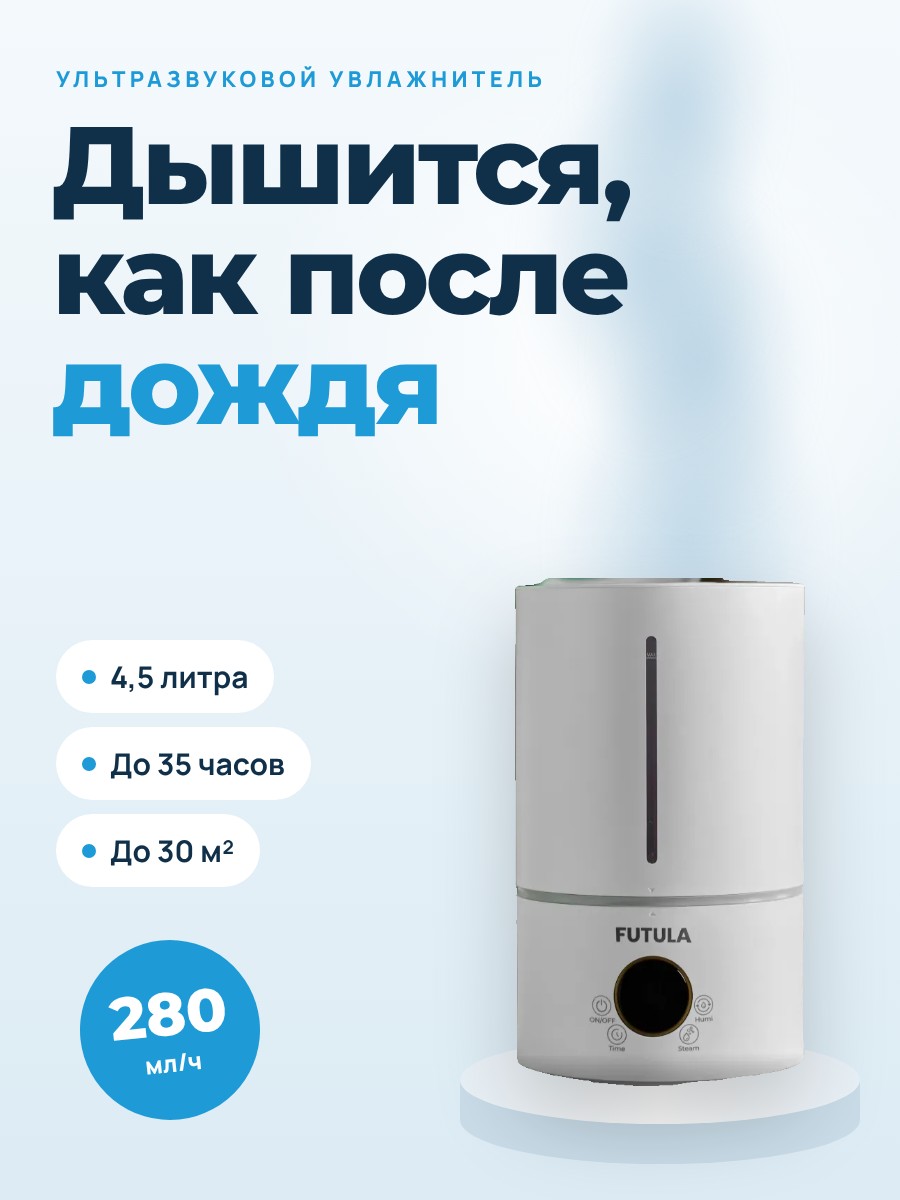 УЛЬТРАЗВУКОВОЙ УВЛАЖНИТЕЛЬ
Дышится,
как после
дождя
4,5 литра
До 35 часов
До 30 м²
280
мл/ч
MAX
FUTULA
ON/OFF
Humi
Time
Steam